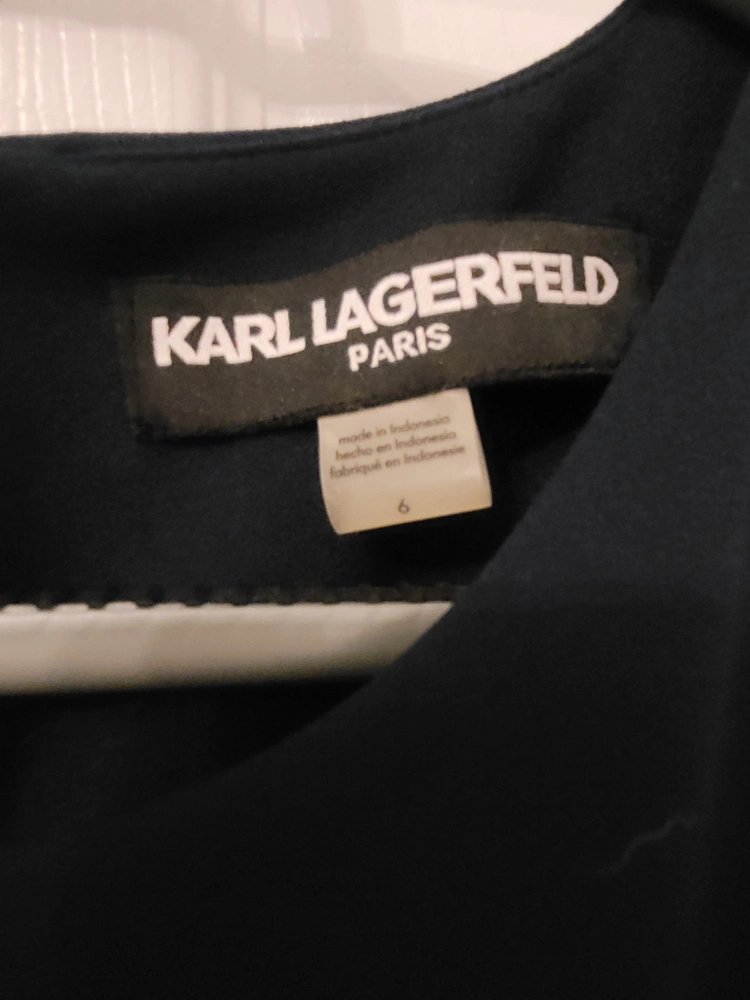 KARL LAGERFELD
PARIS
made in Indonesia
hecho en Indonesia
fabriqué en Indonesie
6